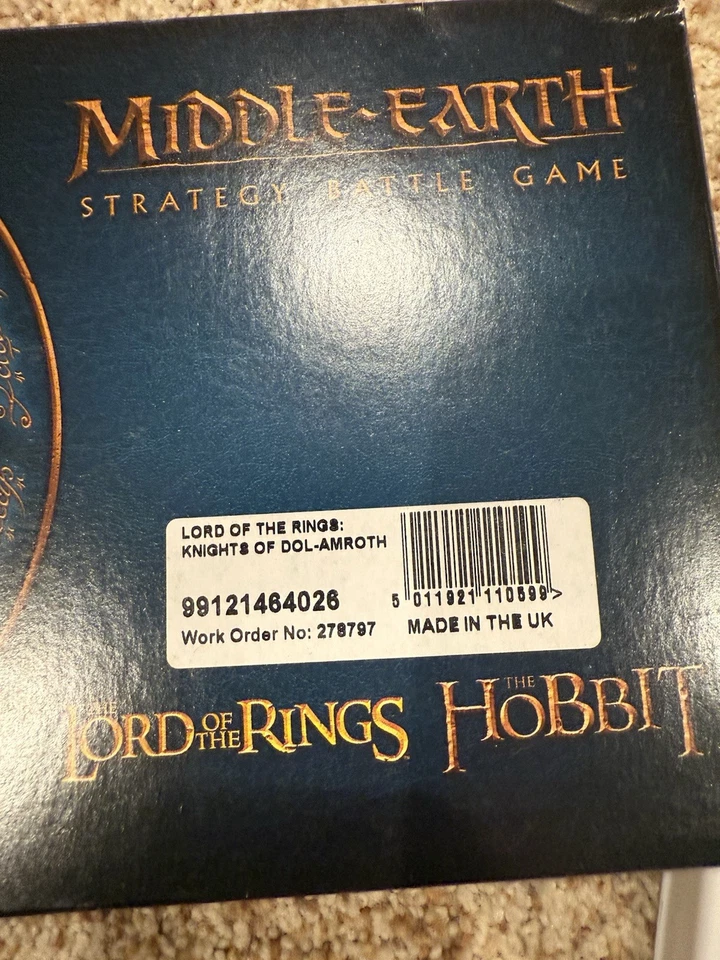 MIDDLE-EARTH
STRATEGY BATTLE GAME
LORD OF THE RINGS:
KNIGHTS OF DOL-AMROTH
99121464026
Work Order No: 278797
5 011921 110599 >
MADE IN THE UK
THE LORD OF THE RINGS
THE HOBBIT